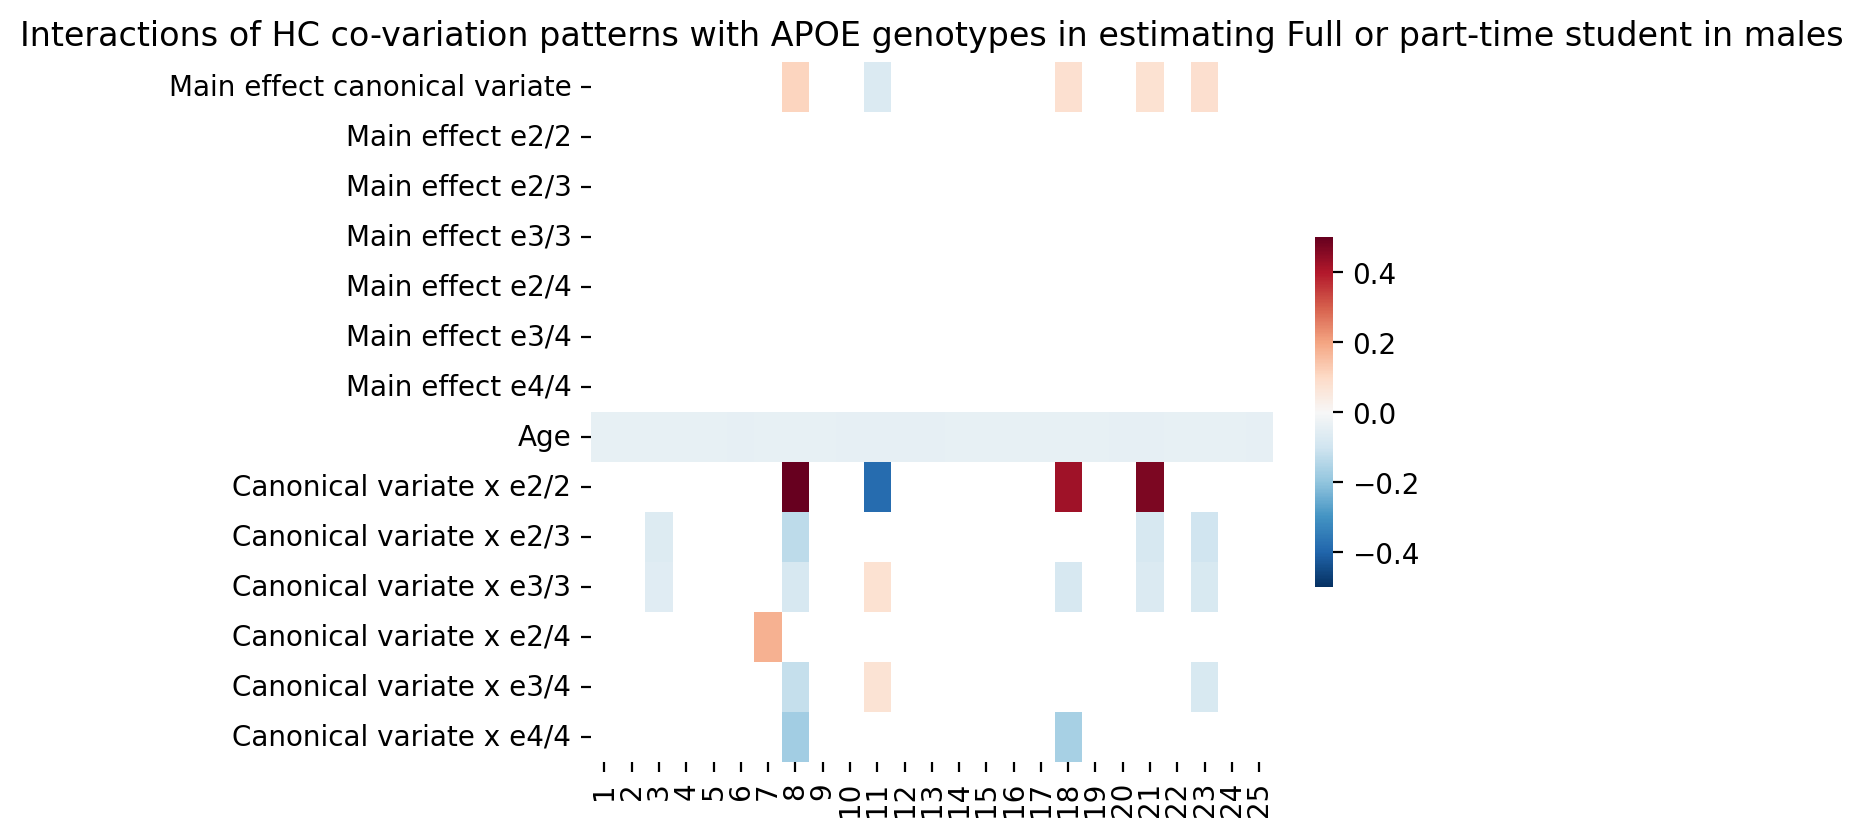 Interactions of HC co-variation patterns with APOE genotypes in estimating Full or part-time student in males
Main effect canonical variate
Main effect e2/2
Main effect e2/3
Main effect e3/3
Main effect e2/4
Main effect e3/4
Main effect e4/4
Age
Canonical variate x e2/2
Canonical variate x e2/3
Canonical variate x e3/3
Canonical variate x e2/4
Canonical variate x e3/4
Canonical variate x e4/4
1 2 3 4 5 6 7 8 9 10 11 12 13 14 15 16 17 18 19 20 21 22 23 24 25
0.4
0.2
0.0
−0.2
−0.4